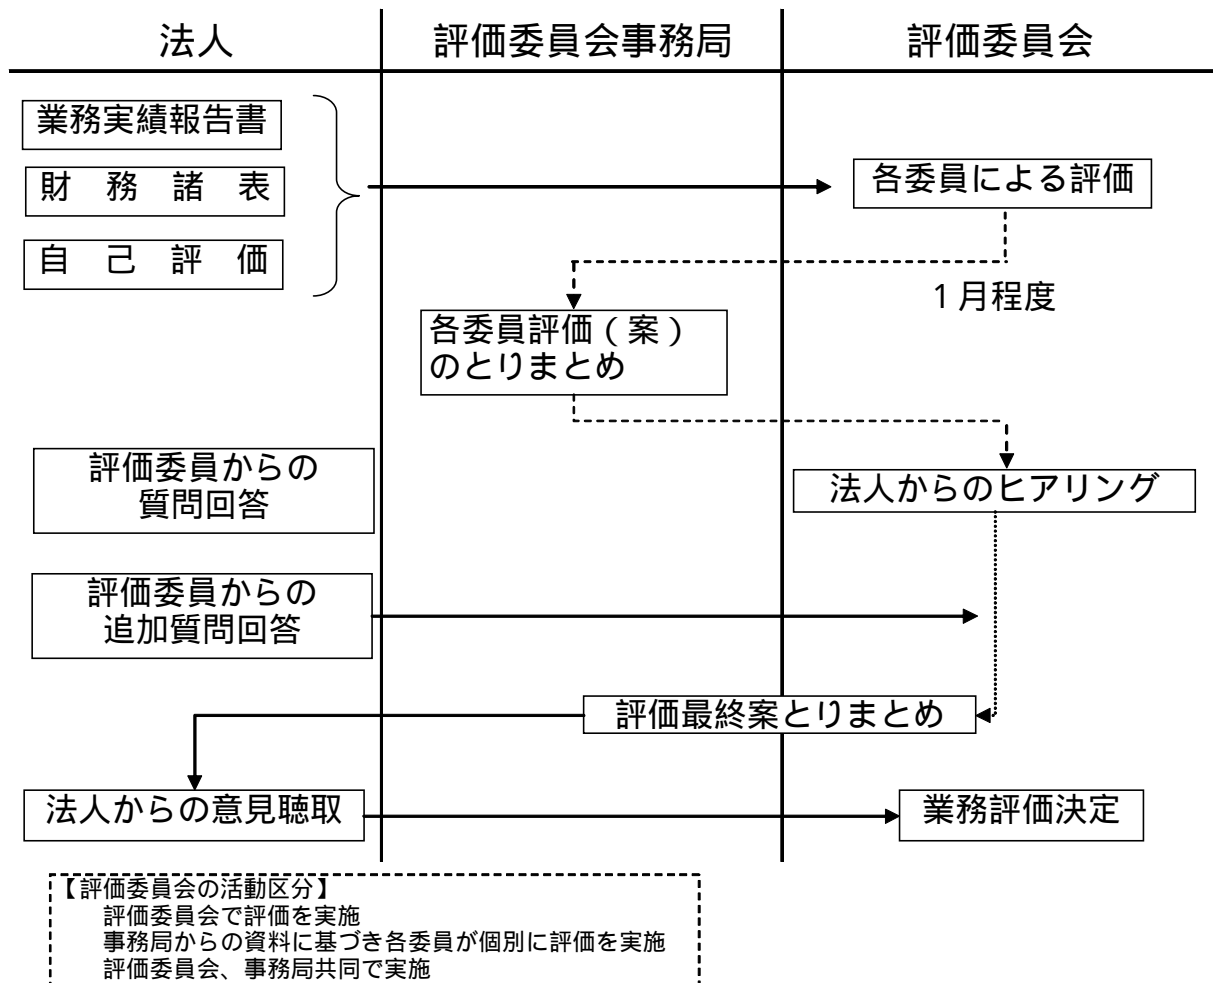 法人
評価委員会事務局
評価委員会
業務実績報告書
財務諸表
自己評価
各委員による評価
1月程度
各委員評価(案)
のとりまとめ
評価委員からの
質問回答
法人からのヒアリング
評価委員からの
追加質問回答
評価最終案とりまとめ
法人からの意見聴取
業務評価決定
【評価委員会の活動区分】
評価委員会で評価を実施
事務局からの資料に基づき各委員が個別に評価を実施
評価委員会、事務局共同で実施